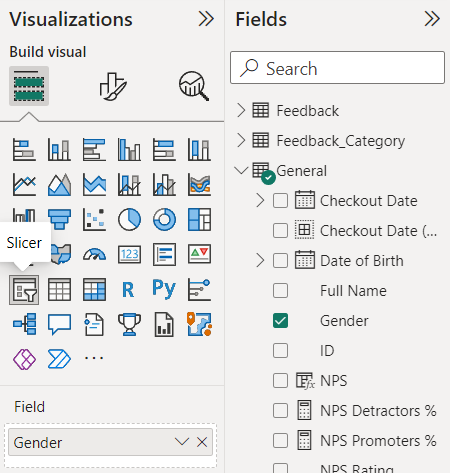 Visualizations
Build visual
Slicer
123
R
Py
Field
Gender
Fields
Search
Feedback
Feedback_Category
General
Checkout Date
Checkout Date (...
Date of Birth
Full Name
Gender
ID
NPS
NPS Detractors %
NPS Promoters %
NPS Rating